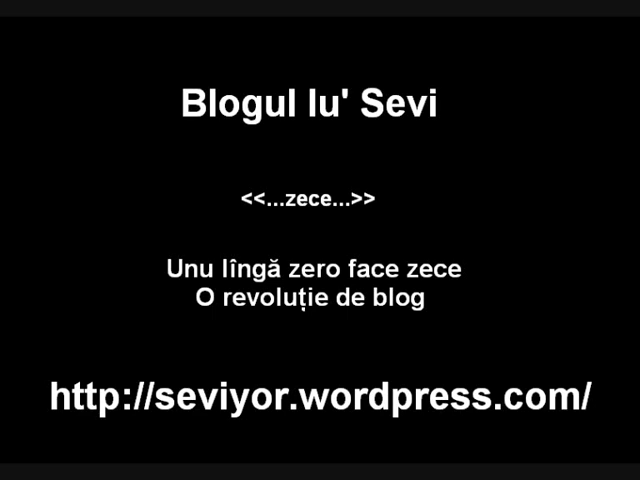 Blogul lu' Sevi
<<...zece...>>
Unu lîngă zero face zece
O revoluție de blog
http://seviyor.wordpress.com/